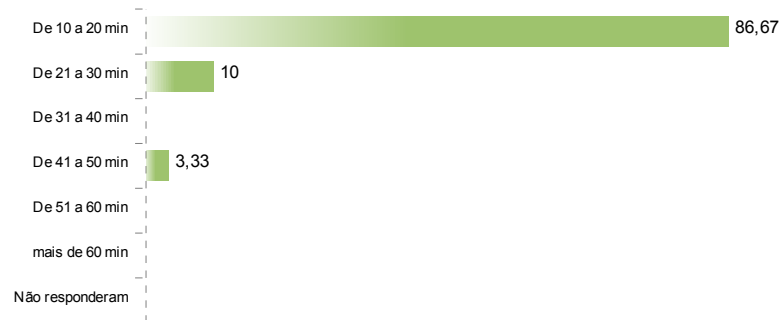 De 10 a 20 min 86,67
De 21 a 30 min 10
De 31 a 40 min
De 41 a 50 min 3,33
De 51 a 60 min
mais de 60 min
Não responderam